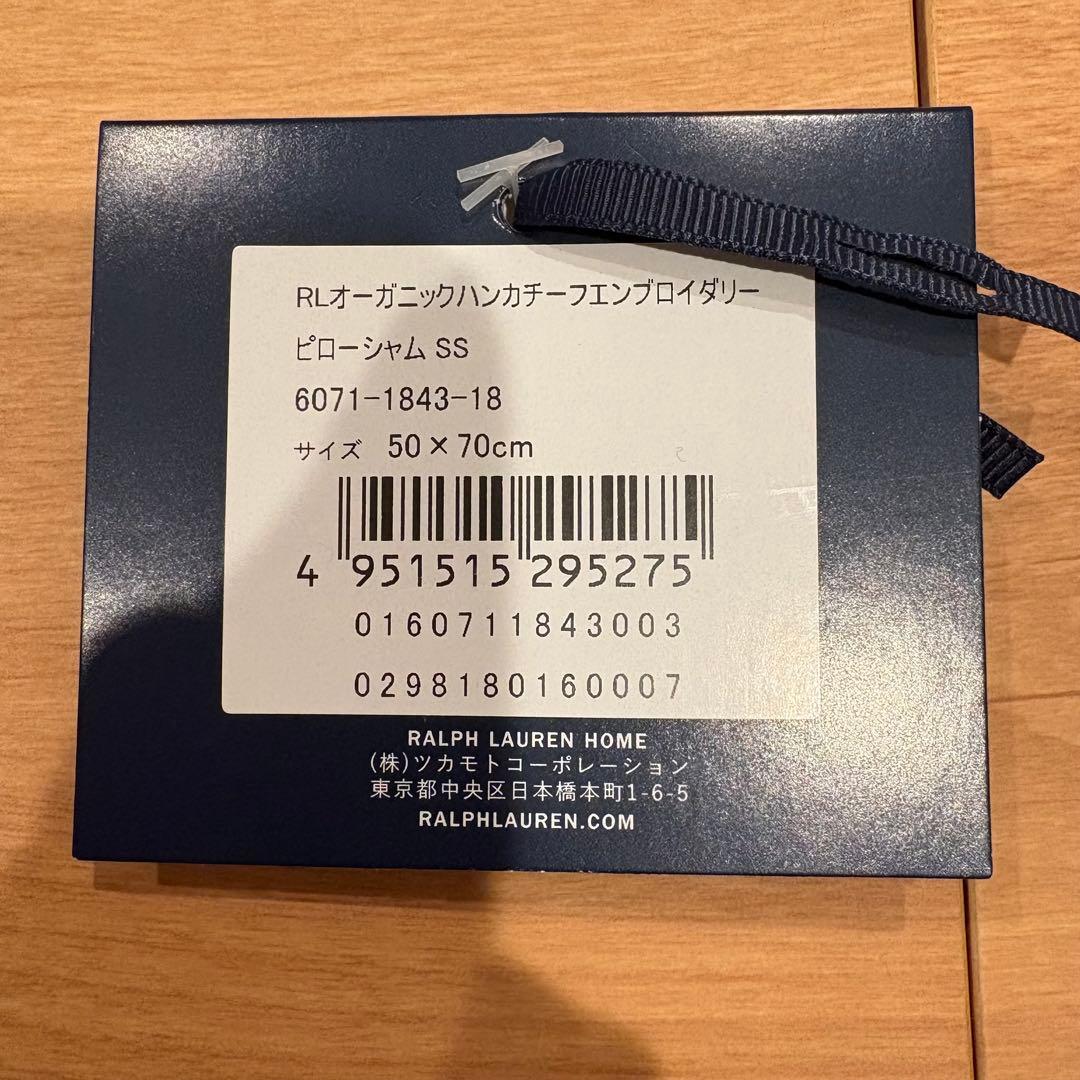 RLオーガニックハンカチーフエンブロイダリー
ピローシャム SS
6071-1843-18
サイズ 50×70cm
4 951515 295275
0160711843003
0298180160007
RALPH LAUREN HOME
(株)ツカモトコーポレーション
東京都中央区日本橋本町1-6-5
RALPHLAUREN.COM